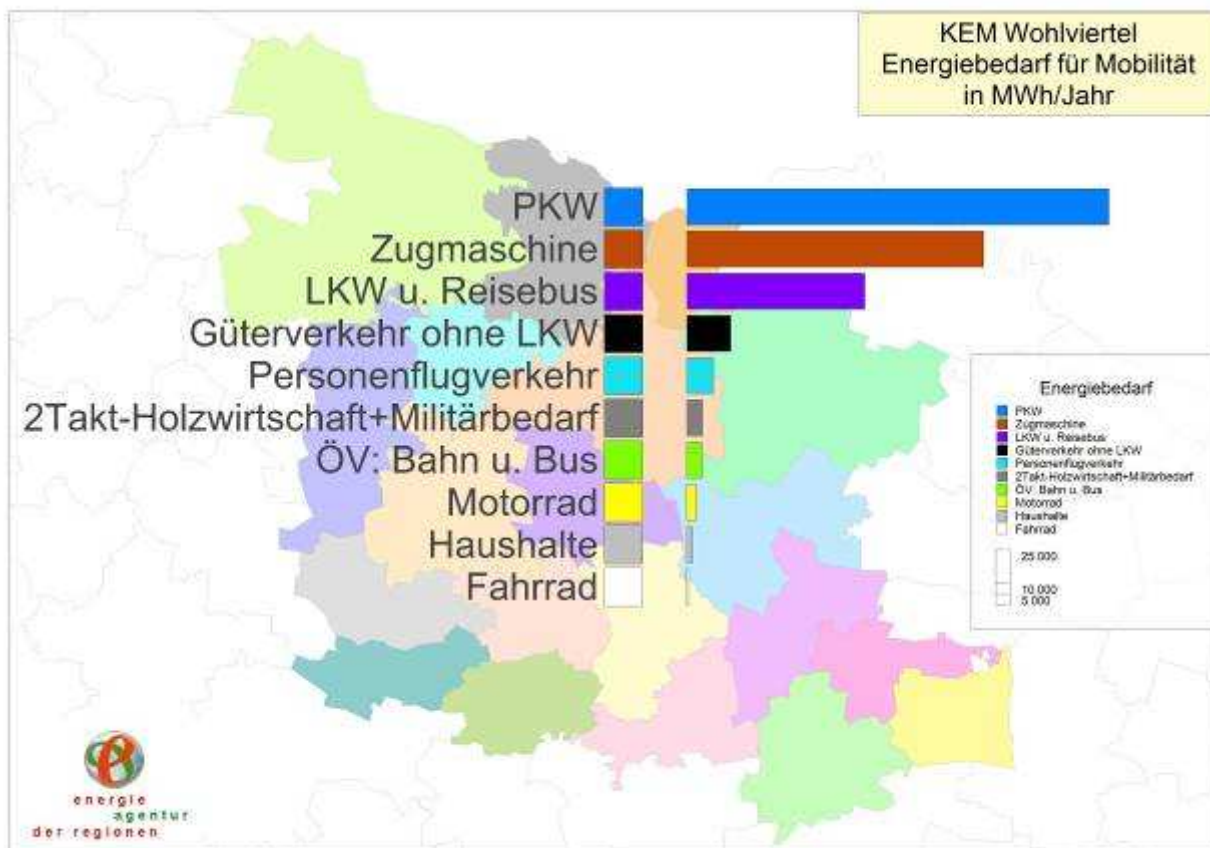 KEM Wohlviertel
Energiebedarf für Mobilität
in MWh/Jahr
PKW
Zugmaschine
LKW u. Reisebus
Güterverkehr ohne LKW
Personenflugverkehr
2Takt-Holzwirtschaft+Militärbedarf
ÖV: Bahn u. Bus
Motorrad
Haushalte
Fahrrad
Energiebedarf
PKW
Zugmaschine
LKW u. Reisebus
Güterverkehr ohne LKW
Personenflugverkehr
2Takt-Holzwirtschaft+Militärbedarf
ÖV: Bahn u. Bus
Motorrad
Haushalte
Fahrrad
25 000
10 000
5 000
energie
agentur
der regionen